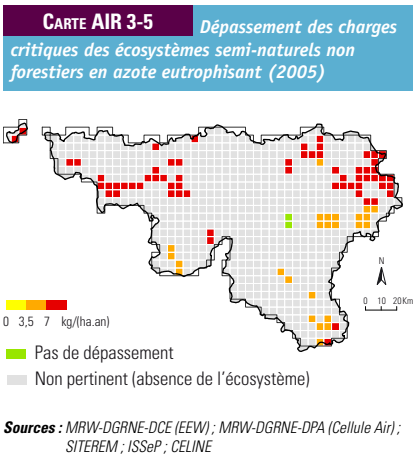 CARTE AIR 3-5
Dépassement des charges
critiques des écosystèmes semi-naturels non
forestiers en azote eutrophisant (2005)
N
0 10 20Km
0 3,5 7 kg/(ha.an)
Pas de dépassement
Non pertinent (absence de l'écosystème)
Sources : MRW-DGRNE-DCE (EEW) ; MRW-DGRNE-DPA (Cellule Air) ;
SITEREM ; ISSeP ; CELINE